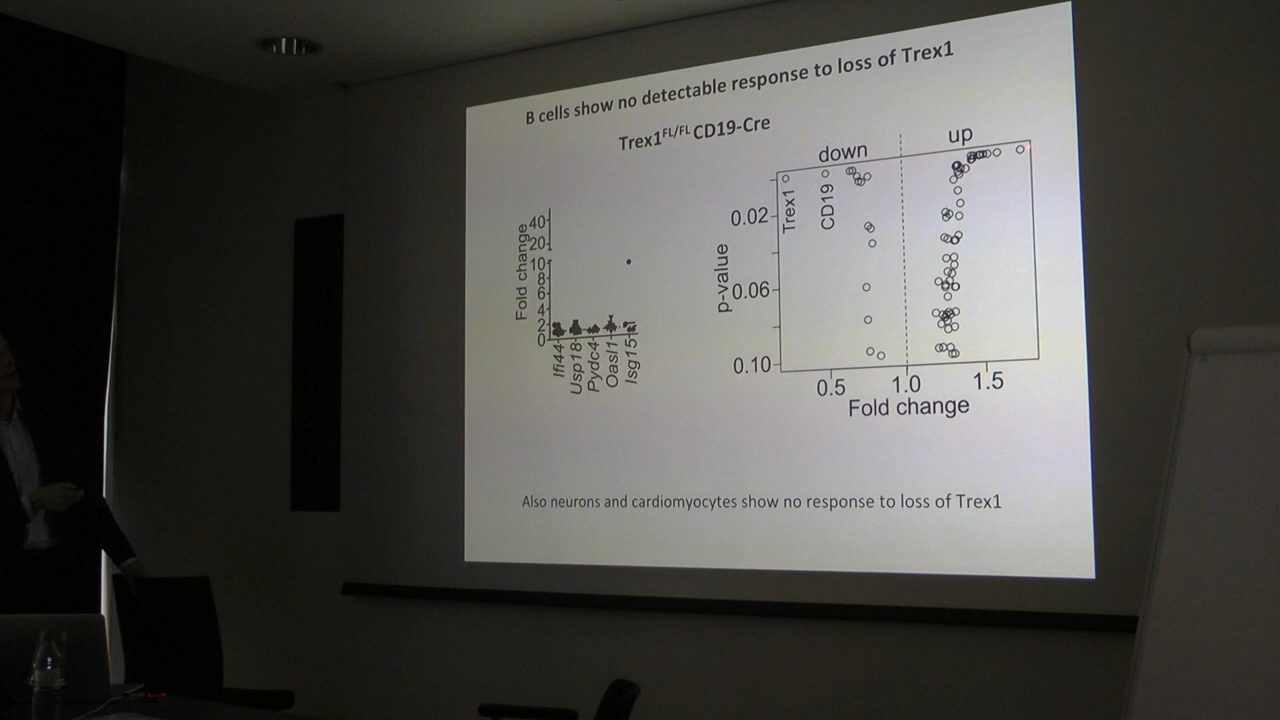 B cells show no detectable response to loss of Trex1
Trex1FL/FL CD19-Cre
Fold change
40
20
10
8
6
4
2
0
Ifi44
Usp18
Pydc4
Oasl1
Isg15
down
up
Trex1
CD19
p-value
0.02
0.06
0.10
0.5
1.0
1.5
Fold change
Also neurons and cardiomyocytes show no response to loss of Trex1